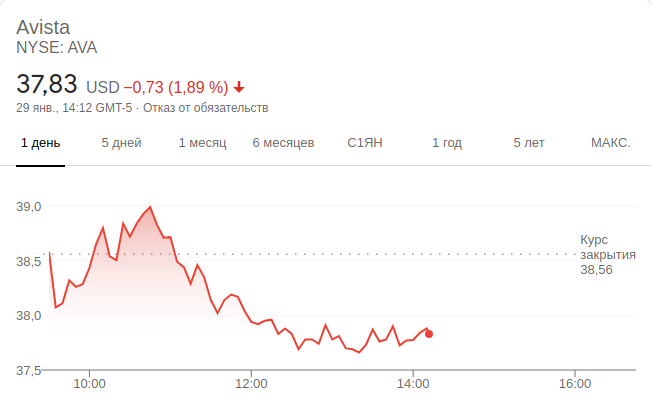 Avista
NYSE: AVA
37,83 USD −0,73 (1,89 %)
29 янв., 14:12 GMT-5 · Отказ от обязательств
1 день 5 дней 1 месяц 6 месяцев С1ЯН 1 год 5 лет МАКС.
39,0
Курс
закрытия
38,56
38,5
38,0
37,5
10:00 12:00 14:00 16:00